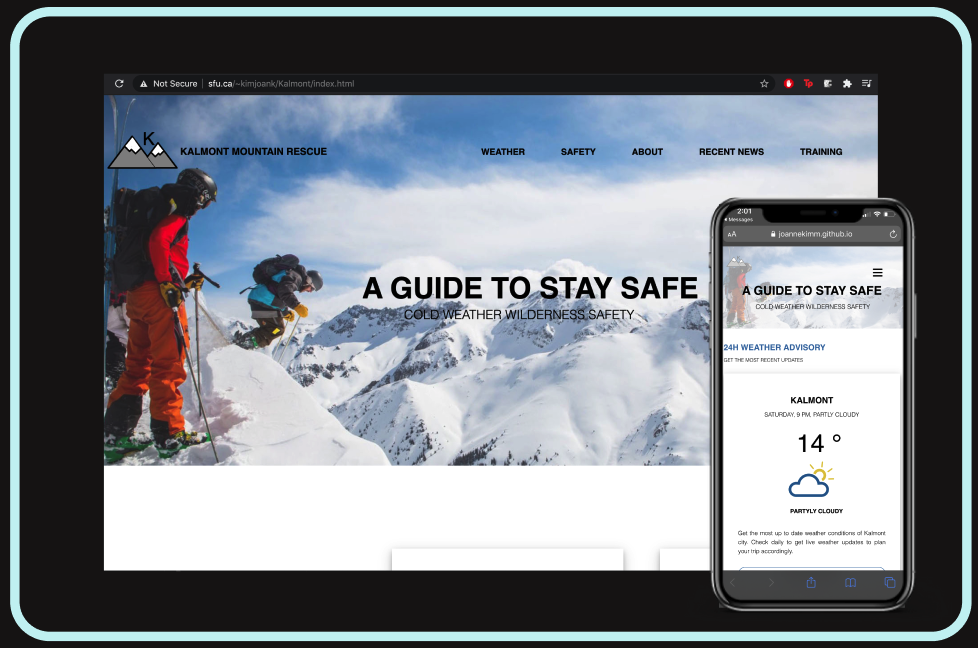 Not Secure | sfu.ca/~kimjoank/Kalmont/index.html
Tp
K
KALMONT MOUNTAIN RESCUE
WEATHER SAFETY ABOUT RECENT NEWS TRAINING
A GUIDE TO STAY SAFE
COLD WEATHER WILDERNESS SAFETY
2:01
Messages
AA joannekimm.github.io
A GUIDE TO STAY SAFE
COLD WEATHER WILDERNESS SAFETY
24H WEATHER ADVISORY
GET THE MOST RECENT UPDATES
KALMONT
SATURDAY, 9 PM, PARTLY CLOUDY
14 °
PARTLY CLOUDY
Get the most up to date weather conditions of Kalmont
city. Check daily to get live weather updates to plan
your trip accordingly.